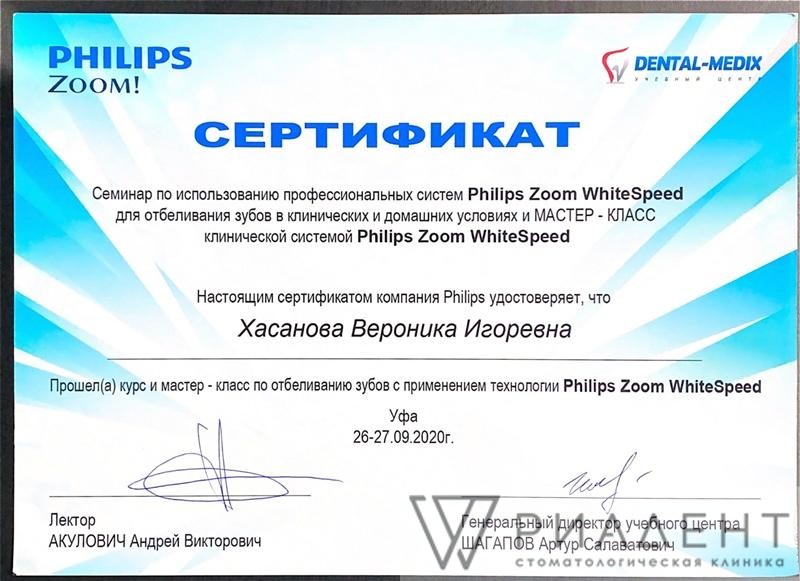 PHILIPS
ZOOM!
DENTAL-MEDIX
УЧЕБНЫЙ ЦЕНТР
СЕРТИФИКАТ
Семинар по использованию профессиональных систем Philips Zoom WhiteSpeed
для отбеливания зубов в клинических и домашних условиях и МАСТЕР - КЛАСС
клинической системой Philips Zoom WhiteSpeed
Настоящим сертификатом компания Philips удостоверяет, что
Хасанова Вероника Игоревна
Прошел(а) курс и мастер - класс по отбеливанию зубов с применением технологии Philips Zoom WhiteSpeed
Уфа
26-27.09.2020г.
Лектор
АКУЛОВИЧ Андрей Викторович
Генеральный директор учебного центра
ШАГАПОВ Артур Салаватович
РИАДЕНТ
СТОМАТОЛОГИЧЕСКАЯ КЛИНИКА